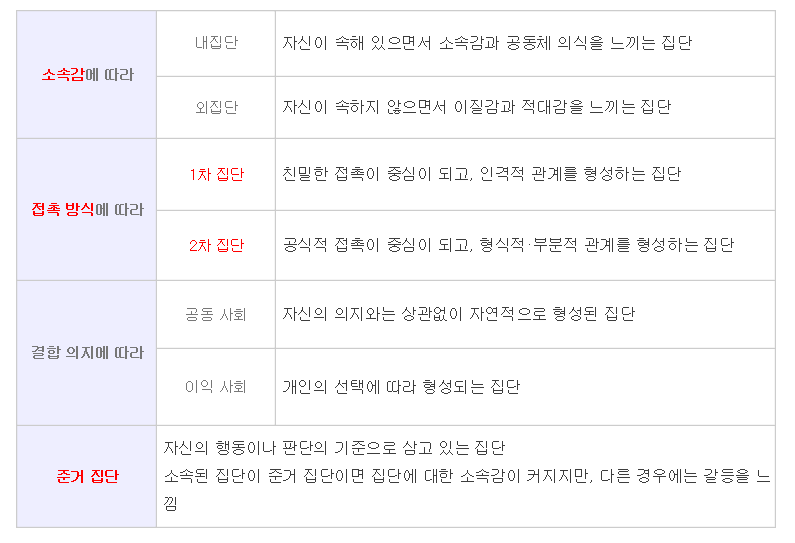 소속감에 따라
내집단
자신이 속해 있으면서 소속감과 공동체 의식을 느끼는 집단
외집단
자신이 속하지 않으면서 이질감과 적대감을 느끼는 집단
접촉 방식에 따라
1차 집단
친밀한 접촉이 중심이 되고, 인격적 관계를 형성하는 집단
2차 집단
공식적 접촉이 중심이 되고, 형식적·부분적 관계를 형성하는 집단
결합 의지에 따라
공동 사회
자신의 의지와는 상관없이 자연적으로 형성된 집단
이익 사회
개인의 선택에 따라 형성되는 집단
준거 집단
자신의 행동이나 판단의 기준으로 삼고 있는 집단
소속된 집단이 준거 집단이면 집단에 대한 소속감이 커지지만, 다른 경우에는 갈등을 느
낌